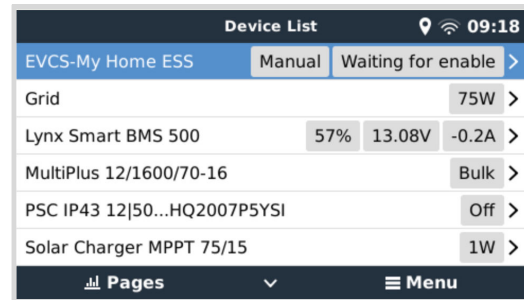 Device List 09:18
EVCS-My Home ESS Manual Waiting for enable
Grid 75W
Lynx Smart BMS 500 57% 13.08V -0.2A
MultiPlus 12/1600/70-16 Bulk
PSC IP43 12|50...HQ2007P5YSI Off
Solar Charger MPPT 75/15 1W
Pages Menu